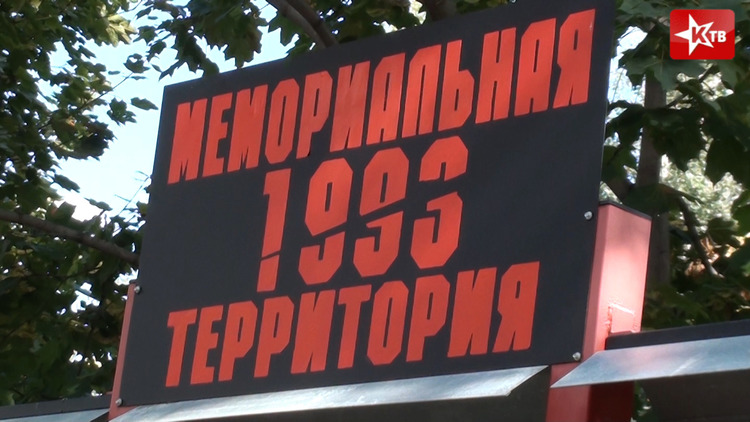 МЕМОРИАЛЬНАЯ
1993
ТЕРРИТОРИЯ
КТВ